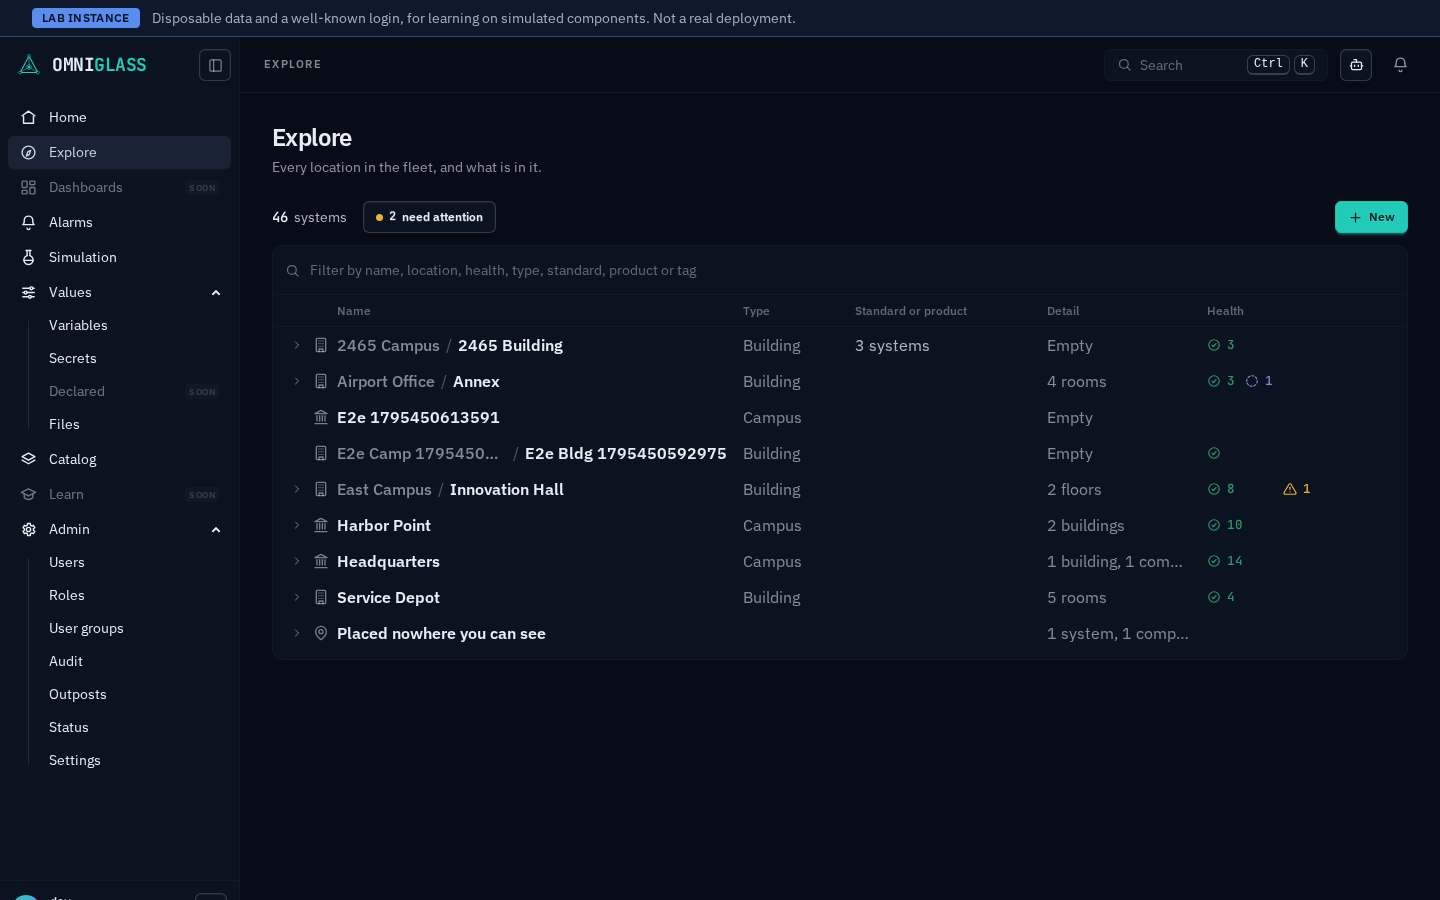 LAB INSTANCE Disposable data and a well-known login, for learning on simulated components. Not a real deployment.
OMNIGLASS
EXPLORE
Search Ctrl K
Home
Explore
Dashboards SOON
Alarms
Simulation
Values
Variables
Secrets
Declared SOON
Files
Catalog
Learn SOON
Admin
Users
Roles
User groups
Audit
Outposts
Status
Settings
Explore
Every location in the fleet, and what is in it.
46 systems 2 need attention New
Filter by name, location, health, type, standard, product or tag
Name Type Standard or product Detail Health
2465 Campus / 2465 Building Building 3 systems Empty 3
Airport Office / Annex Building 4 rooms 3 1
E2e 1795450613591 Campus Empty
E2e Camp 1795450... / E2e Bldg 1795450592975 Building Empty
East Campus / Innovation Hall Building 2 floors 8 1
Harbor Point Campus 2 buildings 10
Headquarters Campus 1 building, 1 com... 14
Service Depot Building 5 rooms 4
Placed nowhere you can see 1 system, 1 comp...